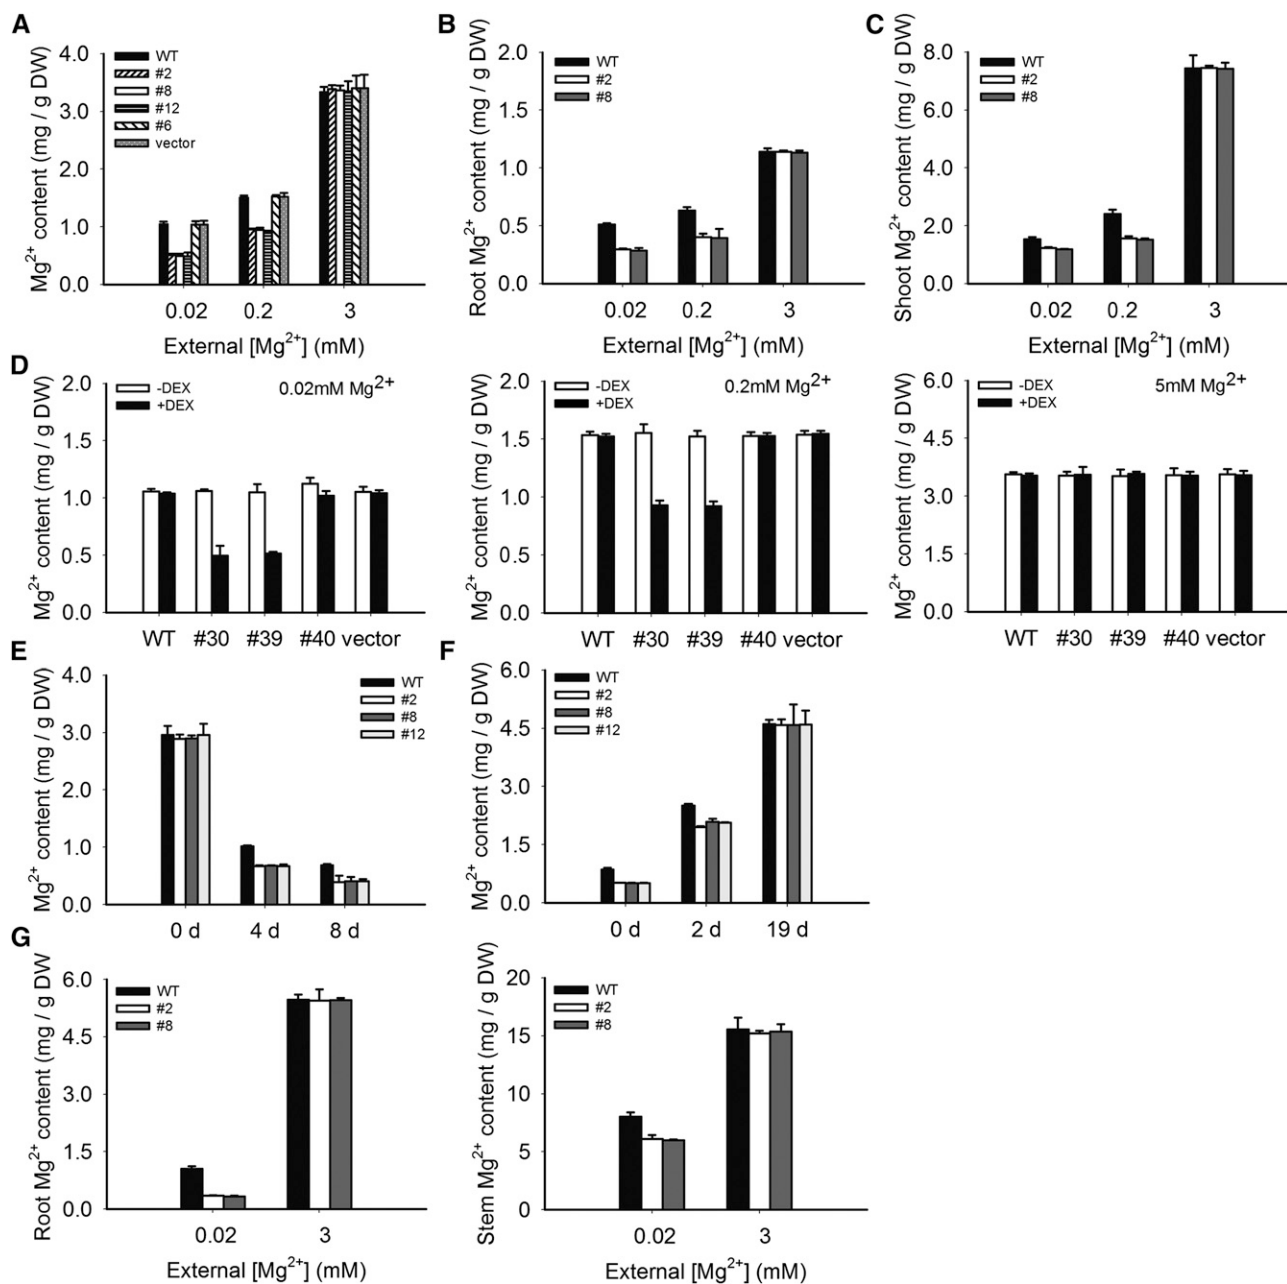 A
Mg2+ content (mg / g DW)
4.0
3.0
2.0
1.0
0.0
WT
#2
#8
#12
#6
vector
0.02 0.2 3
External [Mg2+] (mM)
B
Root Mg2+ content (mg / g DW)
2.0
1.5
1.0
0.5
0.0
WT
#2
#8
0.02 0.2 3
External [Mg2+] (mM)
C
Shoot Mg2+ content (mg / g DW)
8.0
6.0
4.0
2.0
0.0
WT
#2
#8
0.02 0.2 3
External [Mg2+] (mM)
D
Mg2+ content (mg / g DW)
2.0
1.5
1.0
0.5
0.0
-DEX
+DEX
0.02mM Mg2+
WT #30 #39 #40 vector
Mg2+ content (mg / g DW)
2.0
1.5
1.0
0.5
0.0
-DEX
+DEX
0.2mM Mg2+
WT #30 #39 #40 vector
Mg2+ content (mg / g DW)
6.0
4.5
3.0
1.5
0.0
-DEX
+DEX
5mM Mg2+
WT #30 #39 #40 vector
E
Mg2+ content (mg / g DW)
4.0
3.0
2.0
1.0
0.0
WT
#2
#8
#12
0 d 4 d 8 d
F
Mg2+ content (mg / g DW)
6.0
4.5
3.0
1.5
0.0
WT
#2
#8
#12
0 d 2 d 19 d
G
Root Mg2+ content (mg / g DW
6.0
4.5
3.0
1.5
0.0
WT
#2
#8
0.02 3
External [Mg2+] (mM)
Stem Mg2+ content (mg / g DW)
20
15
10
5
0
WT
#2
#8
0.02 3
External [Mg2+] (mM)